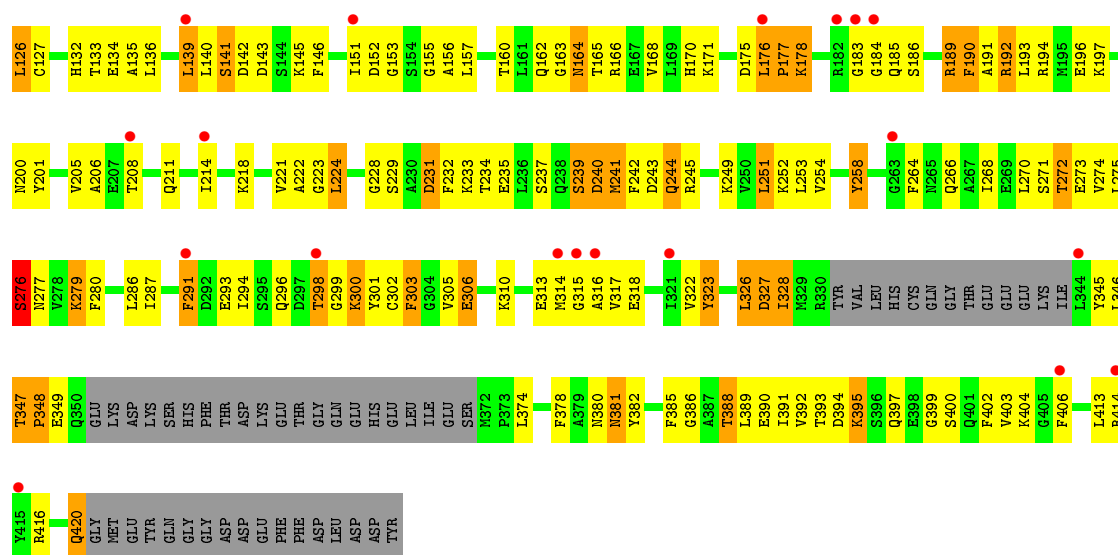 L126 C127 H132 T133 E134 A135 L136 L139 L140 S141 D142 D143 S144 K145 F146 I151 D152 G153 S154 G155 A156 L157 T160 L161 Q162 G163 N164 T165 R166 E167 V168 L169 H170 K171 D175 L176 P177 K178 R182 G183 G184 Q185 S186 R189 F190 A191 R192 L193 R194 M195 E196 K197
N200 Y201 V205 A206 E207 T208 Q211 I214 K218 V221 A222 G223 L224 G228 S229 A230 D231 F232 K233 T234 E235 L236 S237 Q238 S239 D240 M241 F242 D243 Q244 R245 K249 V250 L251 K252 L253 V254 Y258 G263 F264 N265 Q266 A267 I268 E269 L270 S271 T272 E273 V274 L275
S276 N277 V278 K279 F280 L286 I287 F291 D292 E293 I294 S295 Q296 D297 T298 G299 K300 Y301 C302 F303 G304 V305 E306 K310 E313 M314 G315 A316 V317 E318 I321 V322 Y323 L326 D327 I328 M329 R330 TYR VAL LEU HIS CYS GLN GLY THR GLU GLU GLU LYS ILE L344 Y345 L346
T347 P348 E349 Q350 GLU LYS ASP LYS SER HIS PHE THR ASP LYS GLU THR GLY GLN GLU HIS GLU LEU ILE GLU SER M372 P373 L374 F378 A379 N380 N381 Y382 F385 G386 A387 T388 L389 E390 I391 V392 T393 D394 K395 S396 Q397 E398 G399 S400 Q401 F402 V403 K404 G405 F406 L413 R414
Y415 R416 Q420 GLY MET GLU TYR GLN GLY GLY ASP ASP GLU PHE PHE ASP LEU ASP ASP TYR